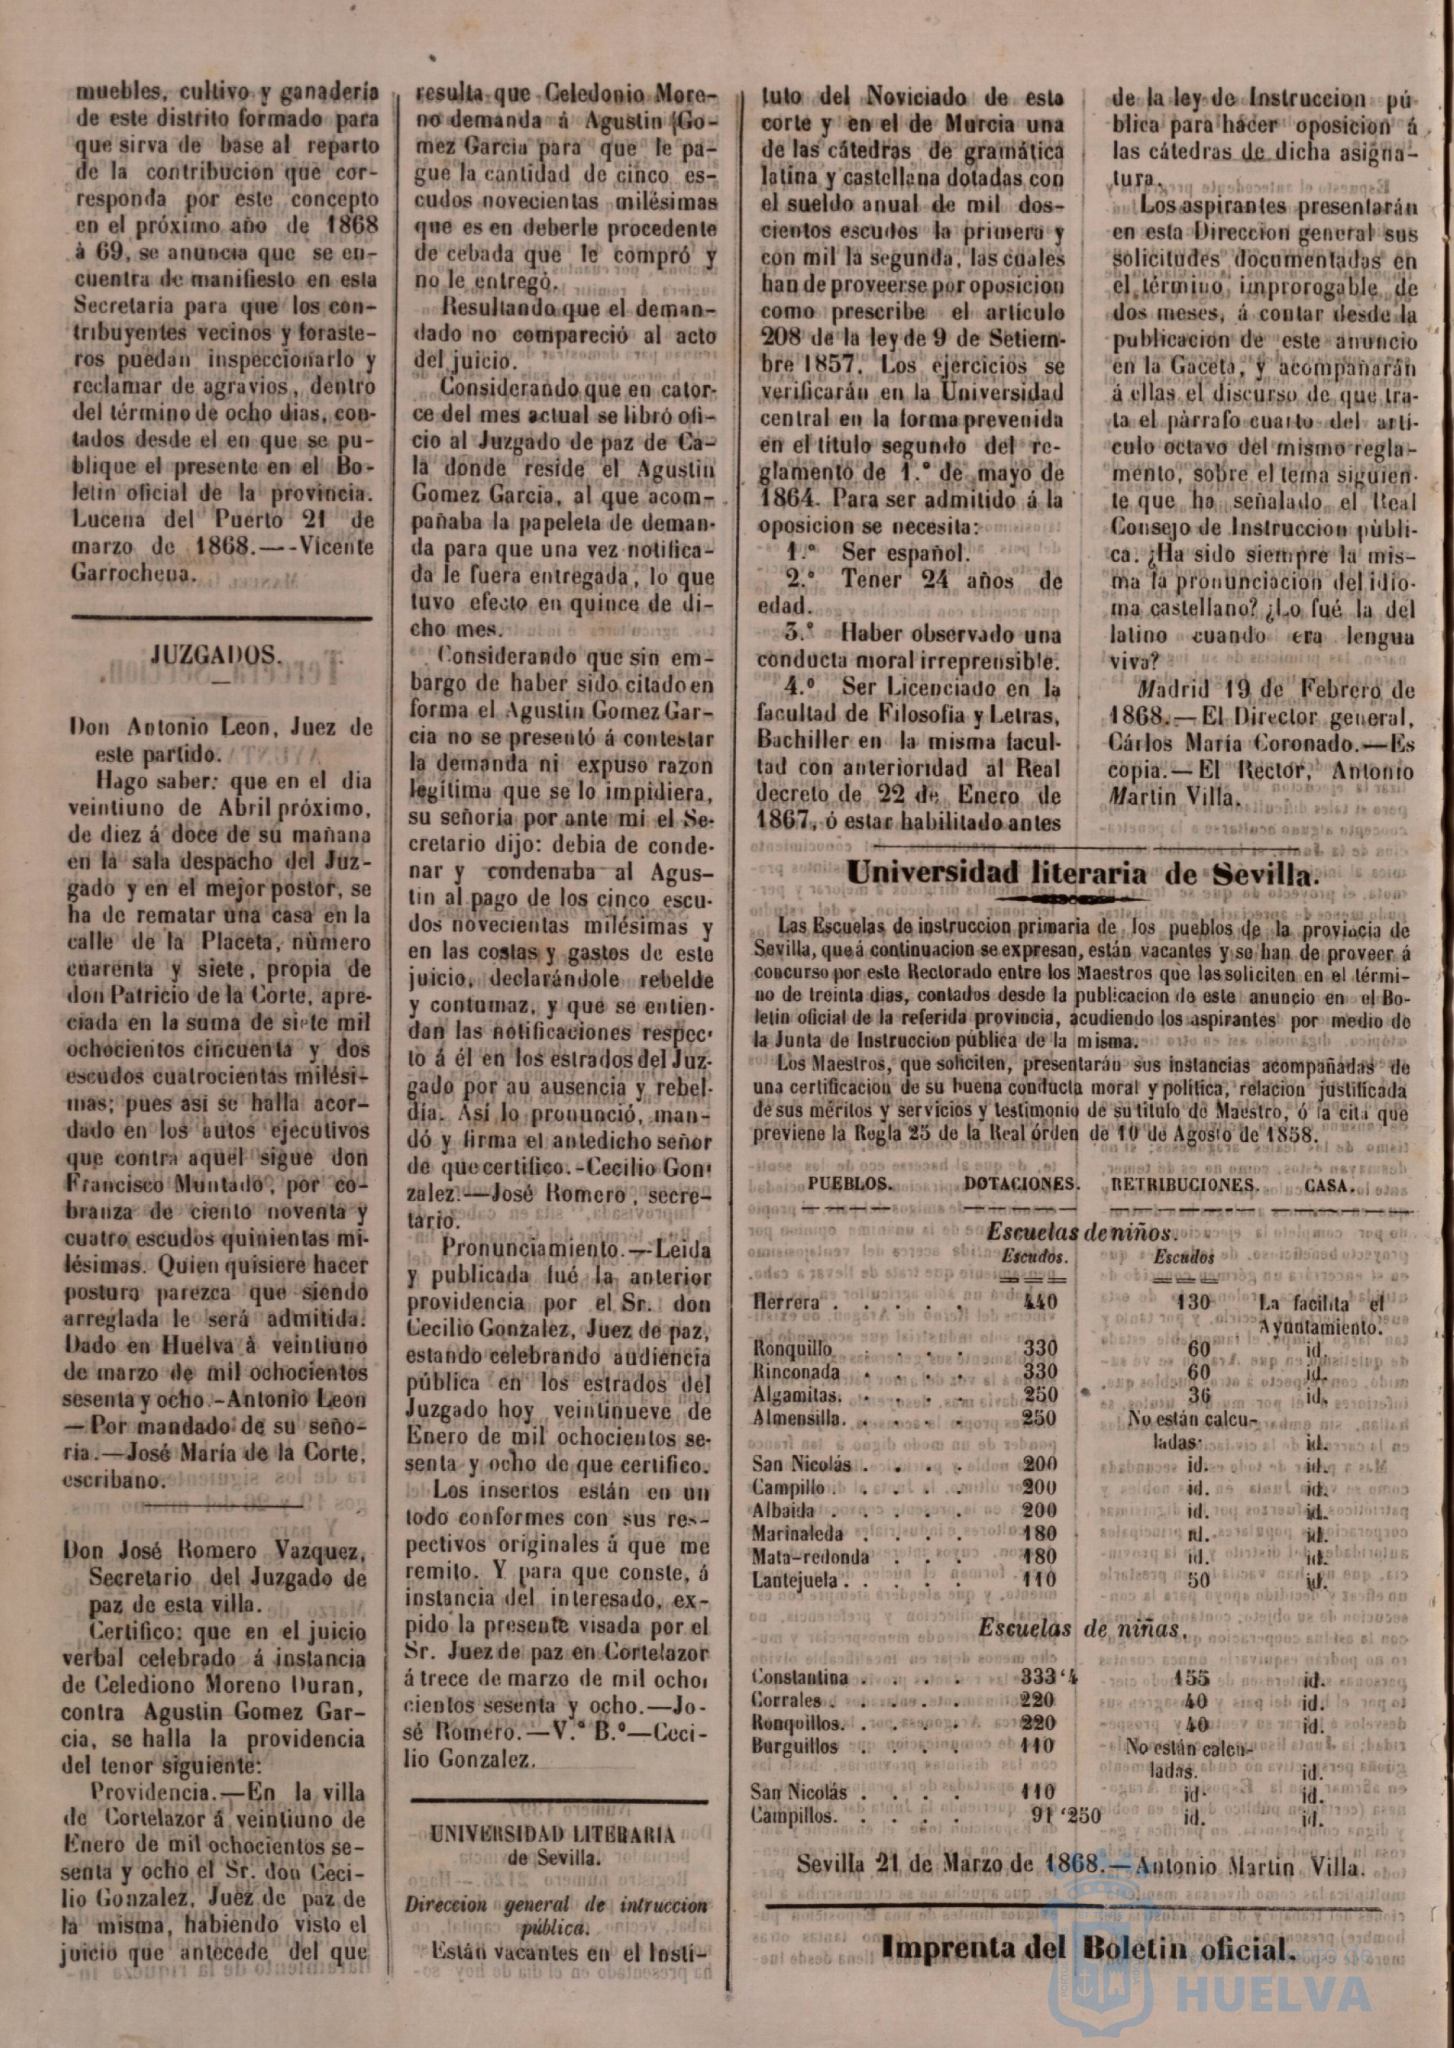 muebles, cultivo y ganadería
de este distrito formado para
que sirva de base al reparto
de la contribucion que cor-
responda por este concepto
en el próximo año de 1868
à 69, se anuncia que se en-
cuentra de manifiesto en esta
Secretaria para que los con-
tribuyentes vecinos y foraste-
ros puedan inspeccionarlo y
reclamar de agravios, dentro
del término de ocho dias, con-
tados desde el en que se pu-
blique el presente en el Bo-
letin oficial de la provincia.
Lucena del Puerto 21 de
marzo de 1868.—-Vicente
Garrochena.
JUZGADOS.
Don Antonio Leon, Juez de
este partido.
Hago saber: que en el dia
veintiuno de Abril próximo,
de diez á doce de su mañana
en la sala despacho del Juz-
gado y en el mejor postor, se
ha de rematar una casa en la
calle de la Placeta, número
cuarenta y siete, propia de
don Patricio de la Corte, apre-
ciada en la suma de siete mil
ochocientos cincuenta y dos
escudos cuatrocientas milési-
mas; pues asi se halla acor-
dado en los autos ejecutivos
que contra aquel sigue don
Francisco Muntado, por co-
branza de ciento noventa y
cuatro escudos quinientas mi-
lésimas. Quien quisiere hacer
postura parezca que siendo
arreglada le será admitida.
Dado en Huelva à veintiuno
de marzo de mil ochocientos
sesenta y ocho.-Antonio Leon
—Por mandado de su seño-
ria.—José María de la Corte,
escribano.
Don José Romero Vazquez,
Secretario del Juzgado de
paz de esta villa.
Certifico: que en el juicio
verbal celebrado á instancia
de Celediono Moreno Duran,
contra Agustin Gomez Gar-
cia, se halla la providencia
del tenor siguiente:
Providencia.—En la villa
de Cortelazor á veintiuno de
Enero de mil ochocientos se-
senta y ocho el Sr. don Ceci-
lio Gonzalez, Juez de paz de
la misma, habiendo visto el
juicio que antecede del que
resulta que Celedonio More-
no demanda á Agustin Go-
mez Garcia para que le pa-
gue la cantidad de cinco es-
cudos novecientas milésimas
que es en deberle procedente
de cebada que le compró y
no le entregó.
Resultando que el deman-
dado no compareció al acto
del juicio.
Considerando que en cator-
ce del mes actual se libró ofi-
cio al Juzgado de paz de Ca-
la donde reside el Agustin
Gomez Garcia, al que acom-
pañaba la papeleta de deman-
da para que una vez notifica-
da le fuera entregada, lo que
tuvo efecto en quince de di-
cho mes.
Considerando que sin em-
bargo de haber sido citado en
forma el Agustin Gomez Gar-
cia no se presentó á contestar
la demanda ni expuso razon
legitima que se lo impidiera,
su señoria por ante mi el Se-
cretario dijo: debia de conde-
nar y condenaba al Agus-
tin al pago de los cinco escu-
dos novecientas milésimas y
en las costas y gastos de este
juicio, declarándole rebelde
y contumaz, y que se entien-
dan las notificaciones respec-
to á él en los estrados del Juz-
gado por au ausencia y rebel-
dia. Así lo pronunció, man-
dó y firma el antedicho señor
de que certifico.-Cecilio Gon-
zalez.—José Romero, secre-
tario.
Pronunciamiento.—Leida
y publicada fué la anterior
providencia por el Sr. don
Cecilio Gonzalez, Juez de paz,
estando celebrando audiencia
pública en los estrados del
Juzgado hoy veintinueve de
Enero de mil ochocientos se-
senta y ocho de que certifico.
Los insertos están en un
todo conformes con sus res-
pectivos originales á que me
remito. Y para que conste, á
instancia del interesado, ex-
pido la presente visada por el
Sr. Juez de paz en Cortelazor
á trece de marzo de mil ocho-
cientos sesenta y ocho.—Jo-
sé Romero.—V.º B.º—Ceci-
lio Gonzalez.
UNIVERSIDAD LITERARIA
de Sevilla.
Direccion general de intruccion
pública.
Están vacantes en el Insti-
tuto del Noviciado de esta
corte y en el de Murcia una
de las cátedras de gramática
latina y castellana dotadas con
el sueldo anual de mil dos-
cientos escudos la primera y
con mil la segunda, las cuales
han de proveerse por oposicion
como prescribe el artículo
208 de la ley de 9 de Setiem-
bre 1857. Los ejercicios se
verificarán en la Universidad
central en la forma prevenida
en el titulo segundo del re-
glamento de 1.º de mayo de
1864. Para ser admitido á la
oposicion se necesita:
1.º Ser español.
2.º Tener 24 años de
edad.
3.º Haber observado una
conducta moral irreprensible.
4.º Ser Licenciado en la
facultad de Filosofia y Letras,
Bachiller en la misma facul-
tad con anterioridad al Real
decreto de 22 de Enero de
1867, ó estar habilitado antes
de la ley de Instruccion pú-
blica para hacer oposicion á
las cátedras de dicha asigna-
tura.
Los aspirantes presentarán
en esta Direccion general sus
solicitudes documentadas en
el término improrogable de
dos meses, á contar desde la
publicacion de este anuncio
en la Gaceta, y acompañarán
á ellas el discurso de que tra-
ta el párrafo cuarto del artí-
culo octavo del mismo regla-
mento, sobre el tema siguien-
te que ha señalado el Real
Consejo de Instruccion públi-
ca. ¿Ha sido siempre la mis-
ma la pronunciacion del idio-
ma castellano? ¿Lo fué la del
latino cuando era lengua
viva?
Madrid 19 de Febrero de
1868.—El Director general,
Cárlos María Coronado.—Es
copia.—El Rector, Antonio
Martin Villa.
Universidad literaria de Sevilla.
Las Escuelas de instruccion primaria de los pueblos de la provincia de
Sevilla, que á continuacion se expresan, están vacantes y se han de proveer á
concurso por este Rectorado entre los Maestros que las soliciten en el térmi-
no de treinta dias, contados desde la publicacion de este anuncio en el Bo-
letin oficial de la referida provincia, acudiendo los aspirantes por medio de
la Junta de Instruccion pública de la misma.
Los Maestros, que soliciten, presentarán sus instancias acompañadas de
una certificacion de su buena conducta moral y politica, relacion justificada
de sus méritos y servicios y testimonio de su titulo de Maestro, ó la cita que
previene la Regla 25 de la Real órden de 10 de Agosto de 1858.
PUEBLOS. DOTACIONES. RETRIBUCIONES. CASA.
Escuelas de niños.
Escudos. Escudos
Herrera . . . . . 440 130 La facilita el
Ayuntamiento.
Ronquillo . . . . 330 60 id.
Rinconada . . . . 330 60 id.
Algamitas. . . . . 250 36 id.
Almensilla. . . . . 250 No están calcu-
ladas. id.
San Nicolás . . . . 200 id. id.
Campillo . . . . . 200 id. id.
Albaida . . . . . 200 id. id.
Marinaleda . . . . 180 id. id.
Mata-redonda . . . 180 id. id.
Lantejuela . . . . . 110 50 id.
Escuelas de niñas.
Constantina . . . . 333‘4 155 id.
Corrales . . . . . 220 40 id.
Ronquillos. . . . . 220 40 id.
Burguillos . . . . 110 No están calcu-
ladas. id.
San Nicolás . . . . 110 id. id.
Campillos. . . . . 91‘250 id. id.
Sevilla 21 de Marzo de 1868.—Antonio Martin Villa.
Imprenta del Boletin oficial.
HUELVA